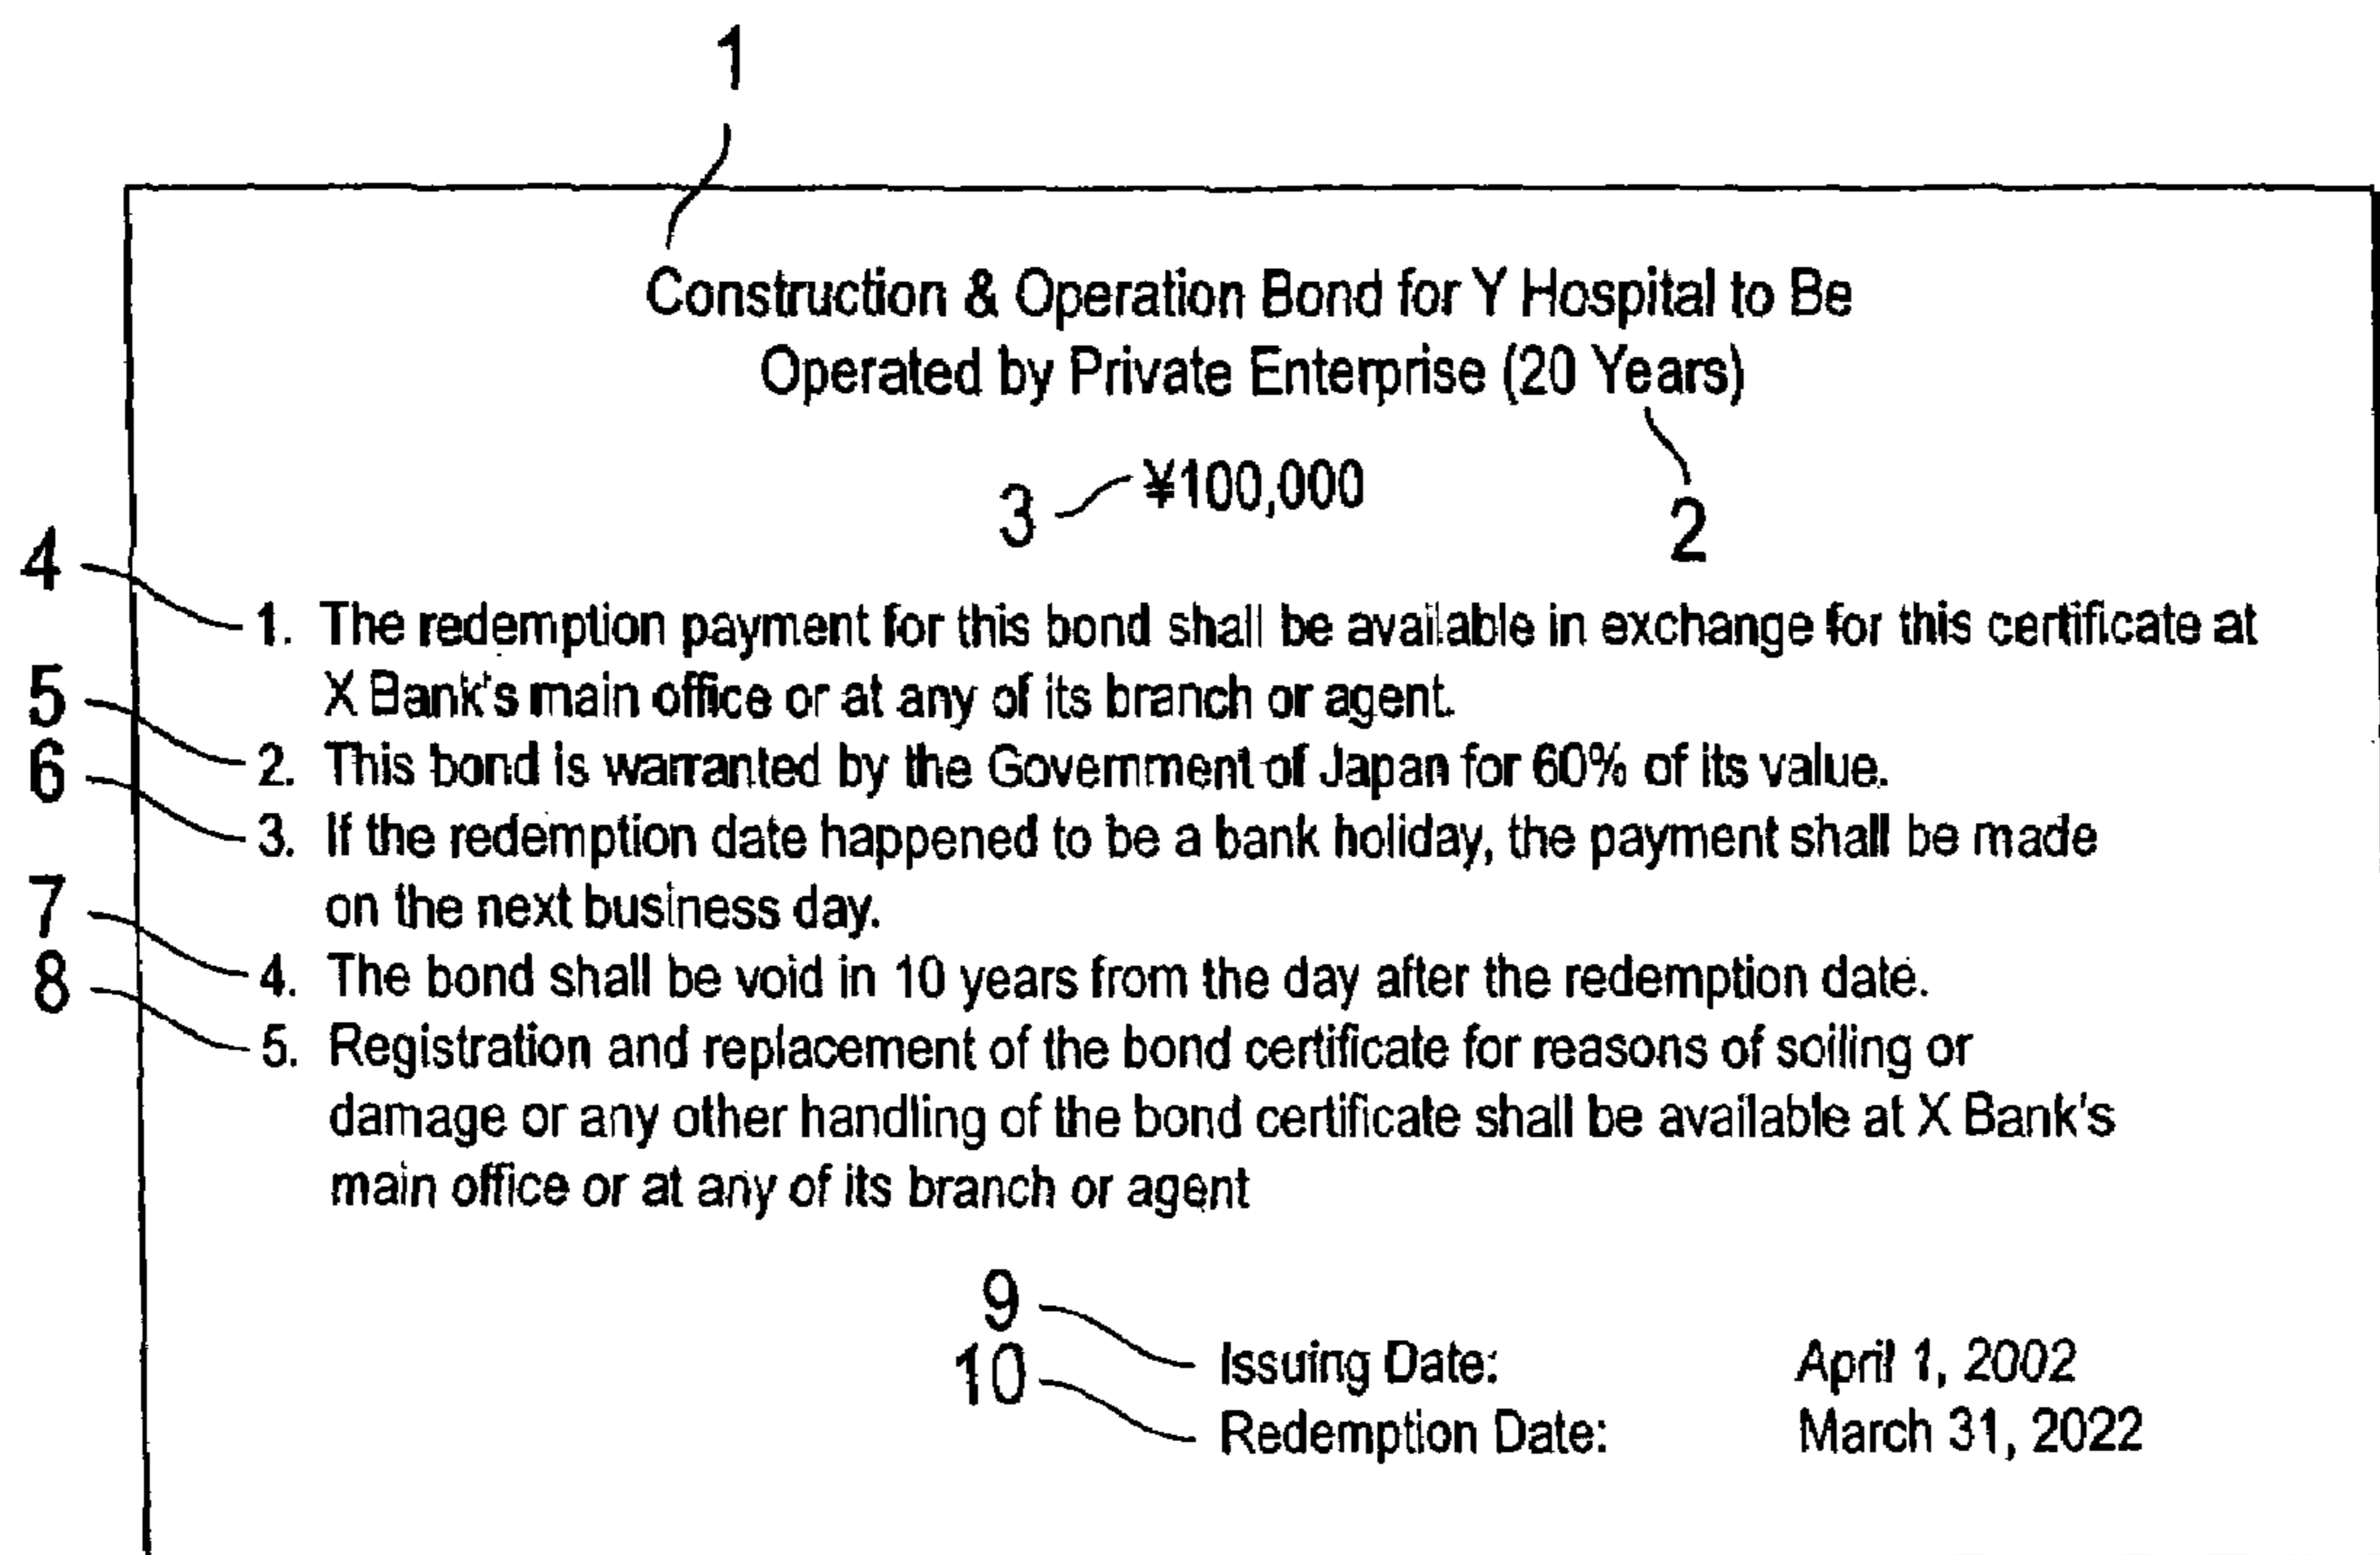 1
Construction & Operation Bond for Y Hospital to Be
Operated by Private Enterprise (20 Years)
3 ¥100,000 2
4
1. The redemption payment for this bond shall be available in exchange for this certificate at
5 X Bank's main office or at any of its branch or agent.
6 2. This bond is warranted by the Government of Japan for 60% of its value.
3. If the redemption date happened to be a bank holiday, the payment shall be made
7 on the next business day.
8 4. The bond shall be void in 10 years from the day after the redemption date.
5. Registration and replacement of the bond certificate for reasons of soiling or
damage or any other handling of the bond certificate shall be available at X Bank's
main office or at any of its branch or agent
9
10 Issuing Date: April 1, 2002
Redemption Date: March 31, 2022